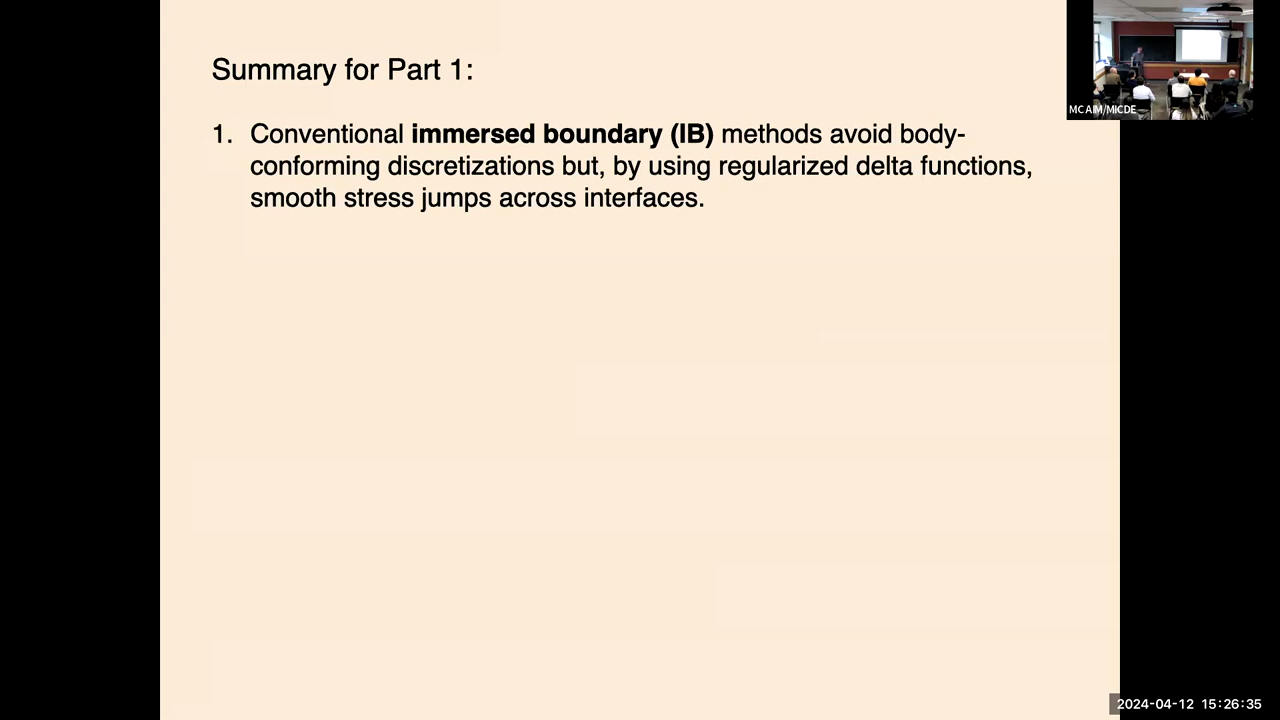 Summary for Part 1:
1. Conventional immersed boundary (IB) methods avoid body-
conforming discretizations but, by using regularized delta functions,
smooth stress jumps across interfaces.
MCAIM/MICDE
2024-04-12 15:26:35